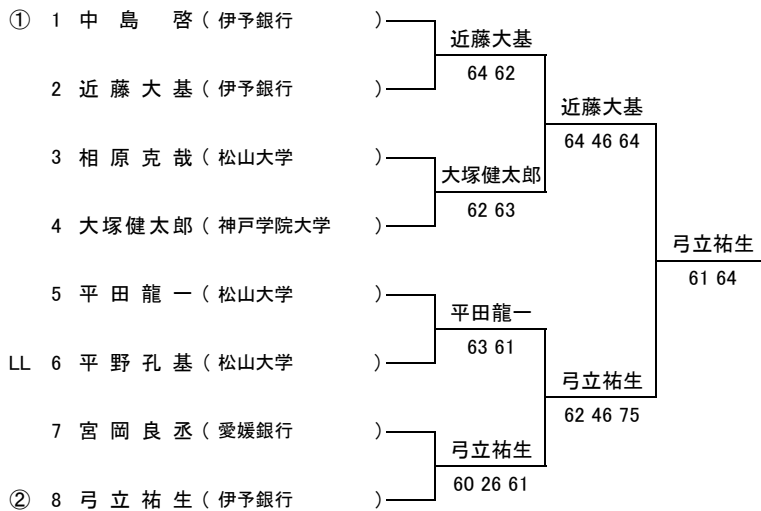 ① 1 中 島 啓 ( 伊予銀行 )
近藤大基
64 62
2 近 藤 大 基 ( 伊予銀行 )
近藤大基
64 46 64
3 相 原 克 哉 ( 松山大学 )
大塚健太郎
62 63
4 大塚健太郎 ( 神戸学院大学 )
弓立祐生
61 64
5 平 田 龍 一 ( 松山大学 )
平田龍一
63 61
LL 6 平 野 孔 基 ( 松山大学 )
弓立祐生
62 46 75
7 宮 岡 良 丞 ( 愛媛銀行 )
弓立祐生
60 26 61
② 8 弓 立 祐 生 ( 伊予銀行 )